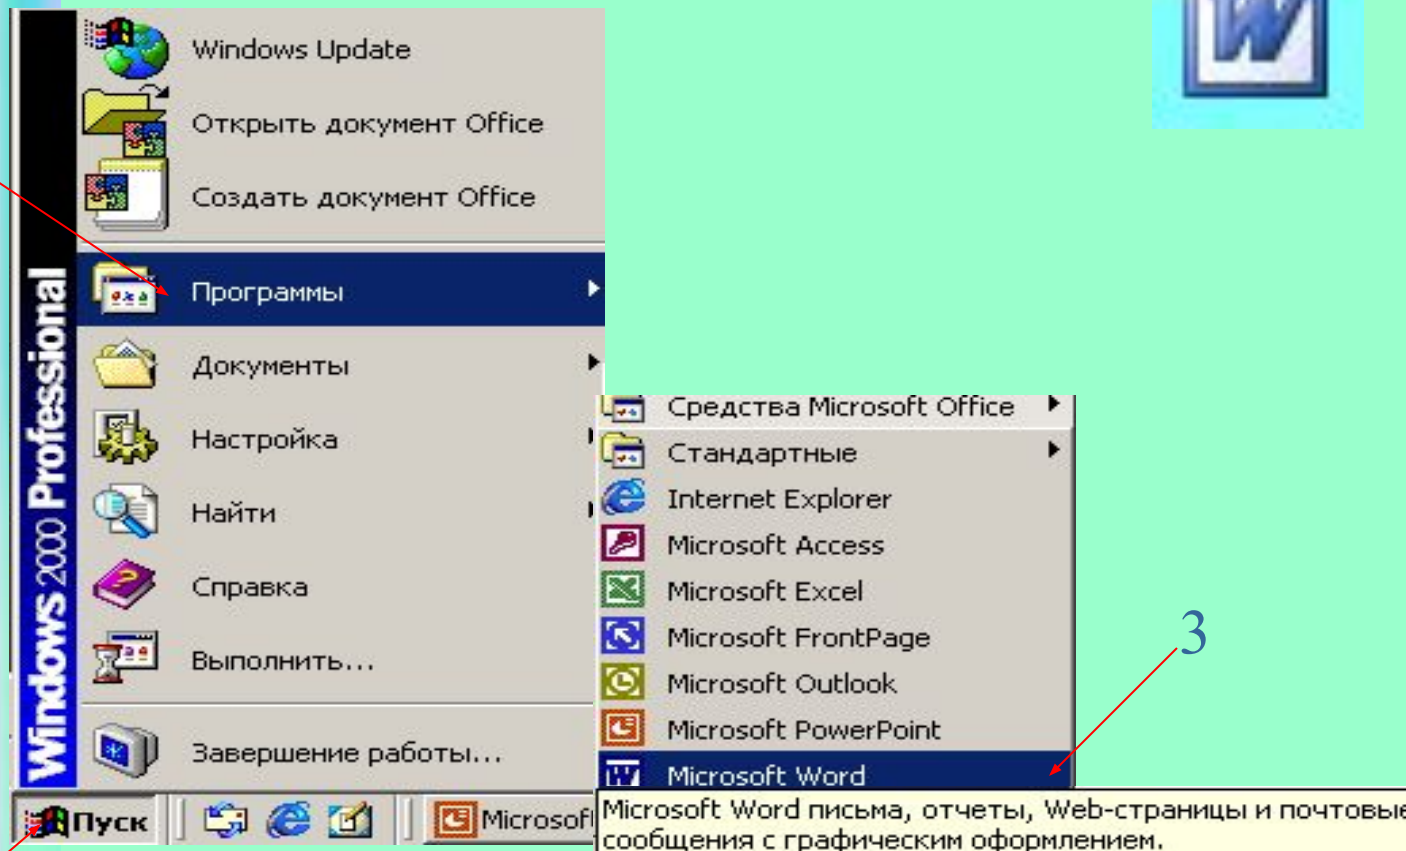 Windows Update
Открыть документ Office
Создать документ Office
Программы
Документы
Настройка
Найти
Справка
Выполнить...
Завершение работы...
Windows 2000 Professional
Средства Microsoft Office
Стандартные
Internet Explorer
Microsoft Access
Microsoft Excel
Microsoft FrontPage
Microsoft Outlook
Microsoft PowerPoint
Microsoft Word
3
Пуск
Microsof
Microsoft Word письма, отчеты, Web-страницы и почтовые
сообщения с графическим оформлением.
W